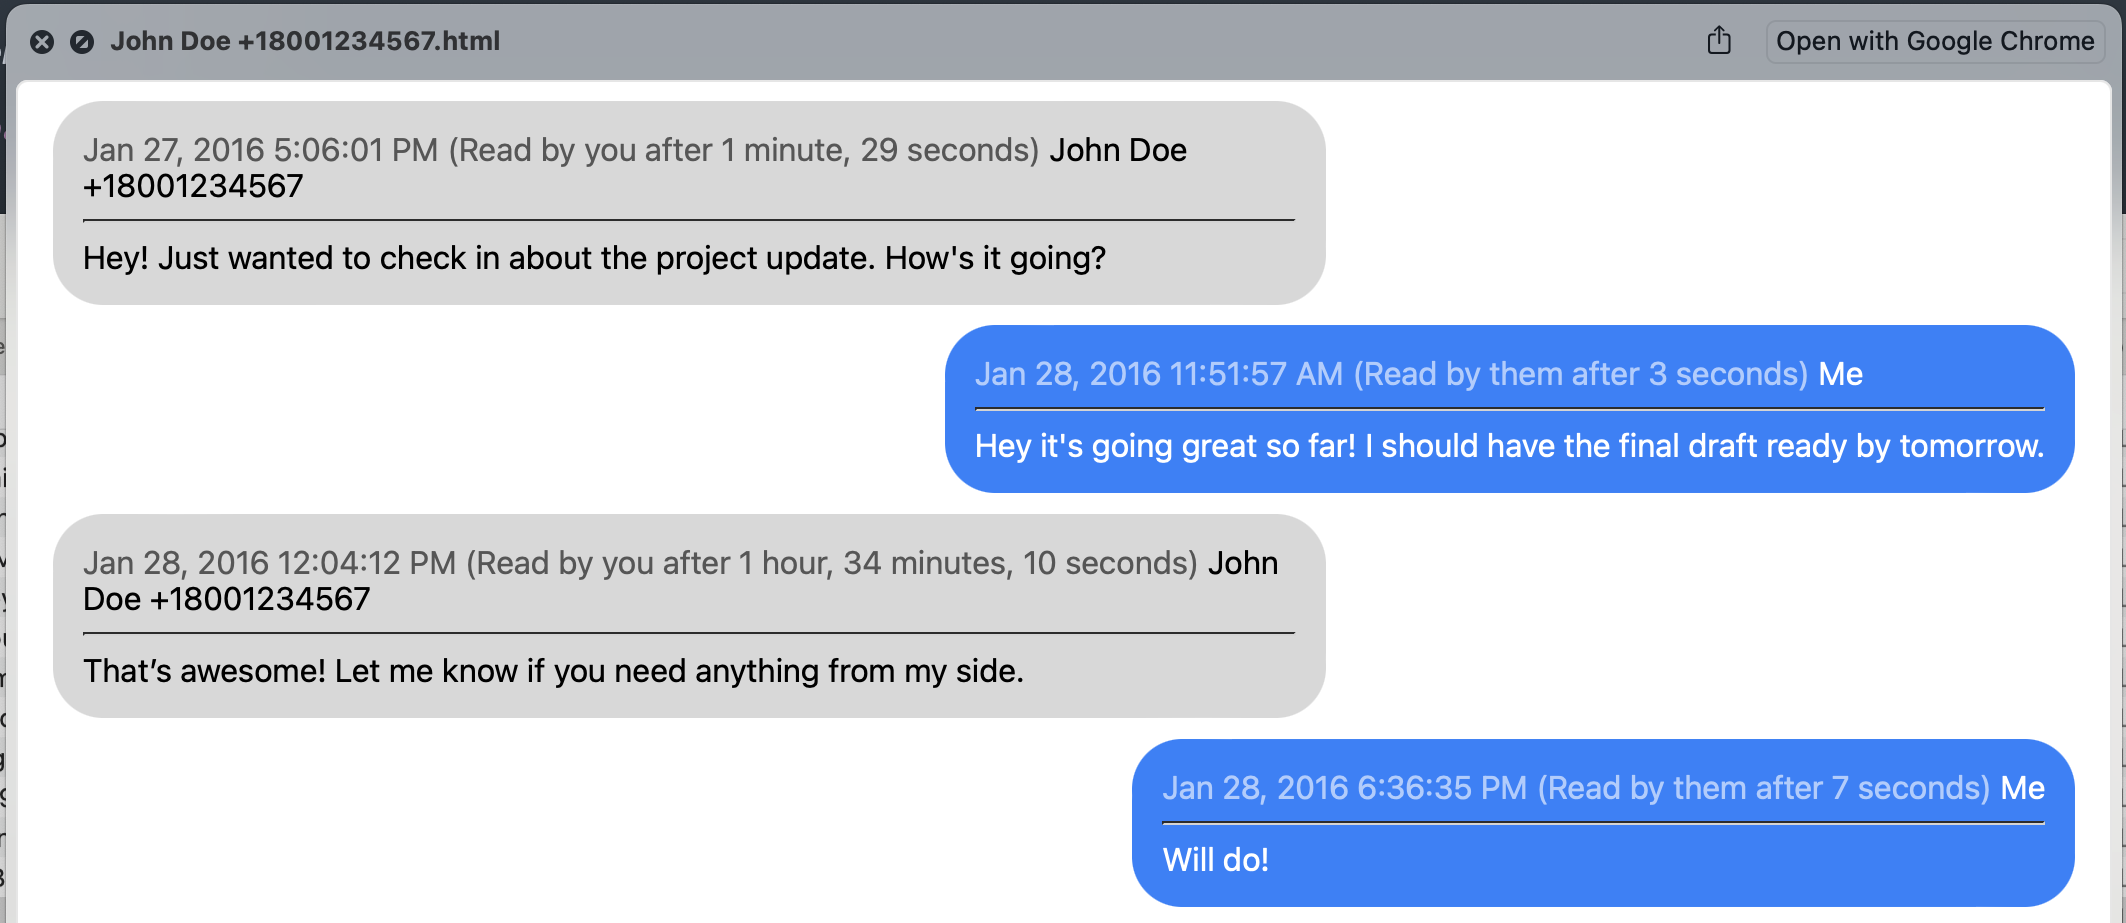 John Doe +18001234567.html
Open with Google Chrome
Jan 27, 2016 5:06:01 PM (Read by you after 1 minute, 29 seconds) John Doe
+18001234567
Hey! Just wanted to check in about the project update. How's it going?
Jan 28, 2016 11:51:57 AM (Read by them after 3 seconds) Me
Hey it's going great so far! I should have the final draft ready by tomorrow.
Jan 28, 2016 12:04:12 PM (Read by you after 1 hour, 34 minutes, 10 seconds) John
Doe +18001234567
That’s awesome! Let me know if you need anything from my side.
Jan 28, 2016 6:36:35 PM (Read by them after 7 seconds) Me
Will do!